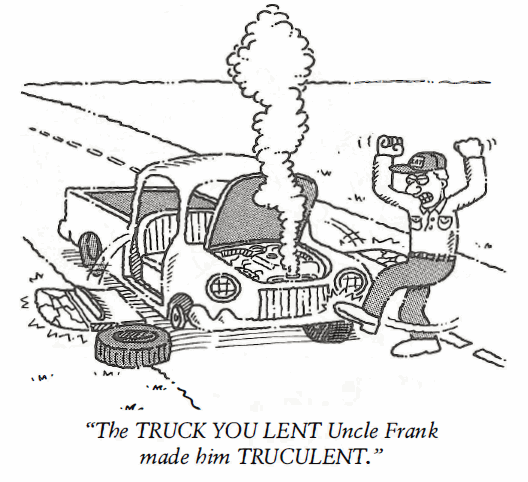 “The TRUCK YOU LENT Uncle Frank
made him TRUCULENT.”